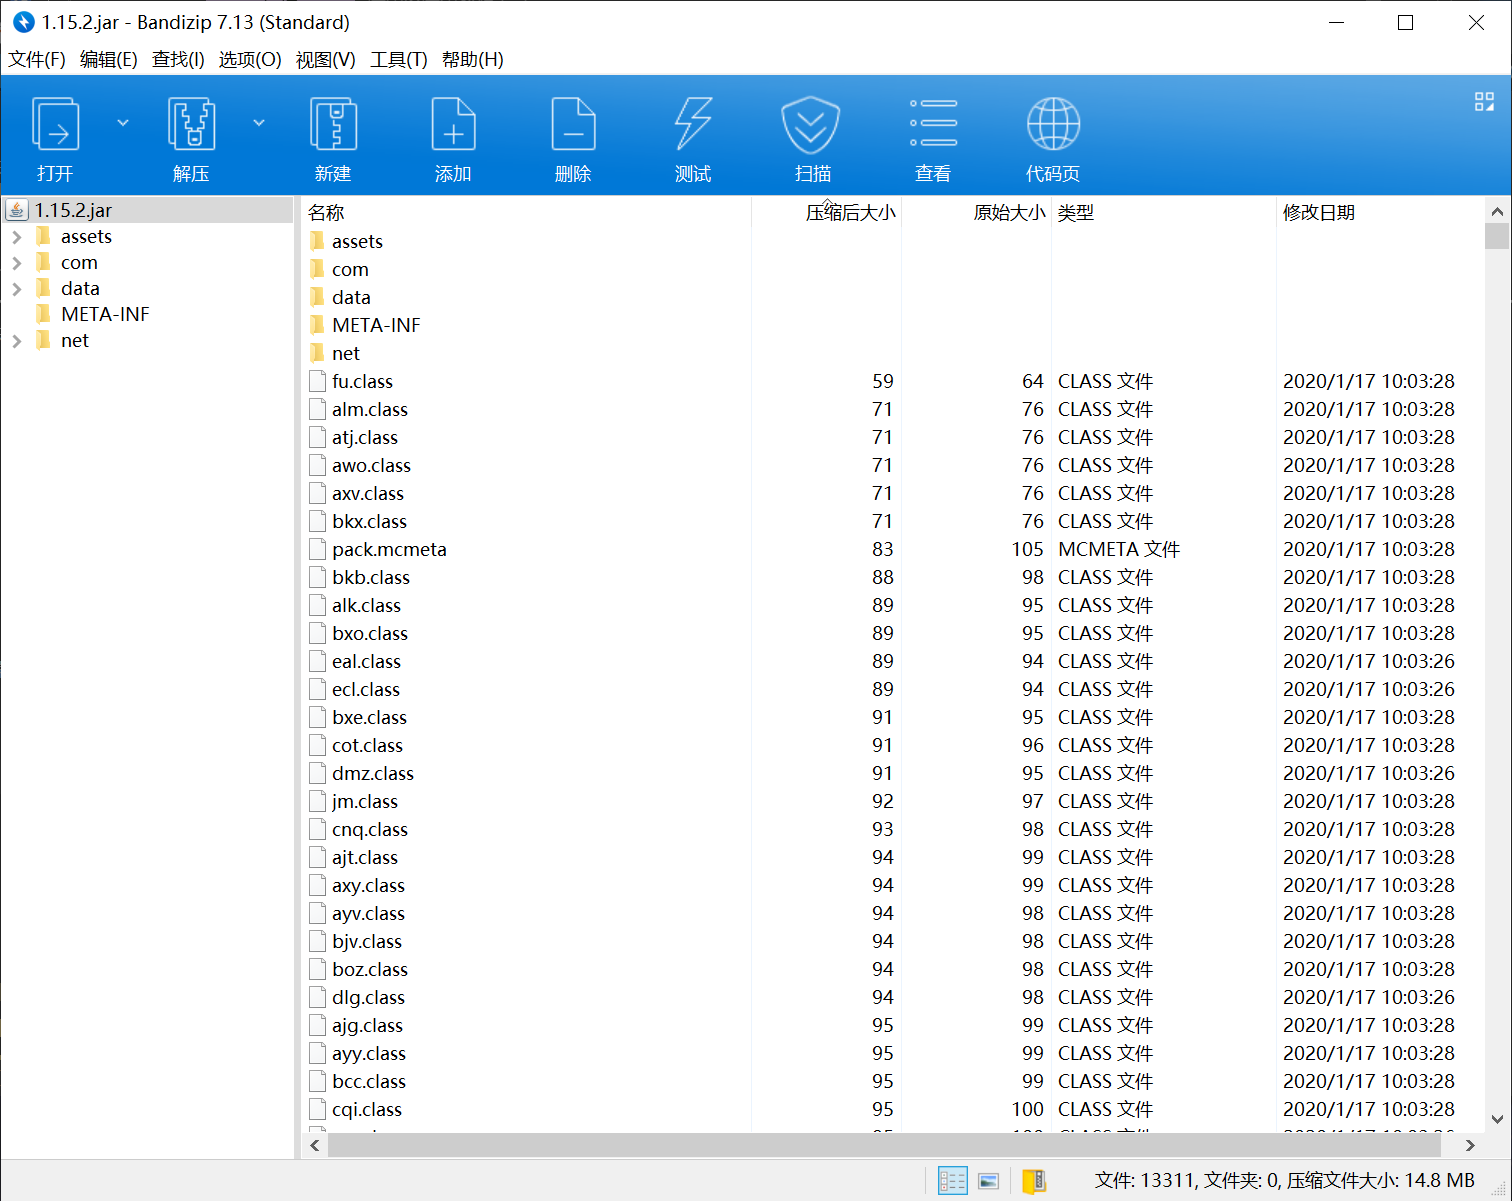 1.15.2.jar - Bandizip 7.13 (Standard)
文件(F) 编辑(E) 查找(I) 选项(O) 视图(V) 工具(T) 帮助(H)
打开 解压 新建 添加 删除 测试 扫描 查看 代码页
1.15.2.jar
assets
com
data
META-INF
net
名称 压缩后大小 原始大小 类型 修改日期
assets
com
data
META-INF
net
fu.class 59 64 CLASS 文件 2020/1/17 10:03:28
alm.class 71 76 CLASS 文件 2020/1/17 10:03:28
atj.class 71 76 CLASS 文件 2020/1/17 10:03:28
awo.class 71 76 CLASS 文件 2020/1/17 10:03:28
axv.class 71 76 CLASS 文件 2020/1/17 10:03:28
bkx.class 71 76 CLASS 文件 2020/1/17 10:03:28
pack.mcmeta 83 105 MCMETA 文件 2020/1/17 10:03:28
bkb.class 88 98 CLASS 文件 2020/1/17 10:03:28
alk.class 89 95 CLASS 文件 2020/1/17 10:03:28
bxo.class 89 95 CLASS 文件 2020/1/17 10:03:28
eal.class 89 94 CLASS 文件 2020/1/17 10:03:26
ecl.class 89 94 CLASS 文件 2020/1/17 10:03:26
bxe.class 91 95 CLASS 文件 2020/1/17 10:03:28
cot.class 91 96 CLASS 文件 2020/1/17 10:03:28
dmz.class 91 95 CLASS 文件 2020/1/17 10:03:26
jm.class 92 97 CLASS 文件 2020/1/17 10:03:28
cnq.class 93 98 CLASS 文件 2020/1/17 10:03:28
ajt.class 94 99 CLASS 文件 2020/1/17 10:03:28
axy.class 94 99 CLASS 文件 2020/1/17 10:03:28
ayv.class 94 98 CLASS 文件 2020/1/17 10:03:28
bjv.class 94 98 CLASS 文件 2020/1/17 10:03:28
boz.class 94 98 CLASS 文件 2020/1/17 10:03:28
dlg.class 94 98 CLASS 文件 2020/1/17 10:03:26
ajg.class 95 99 CLASS 文件 2020/1/17 10:03:28
ayy.class 95 99 CLASS 文件 2020/1/17 10:03:28
bcc.class 95 99 CLASS 文件 2020/1/17 10:03:28
cqi.class 95 100 CLASS 文件 2020/1/17 10:03:28
文件: 13311, 文件夹: 0, 压缩文件大小: 14.8 MB